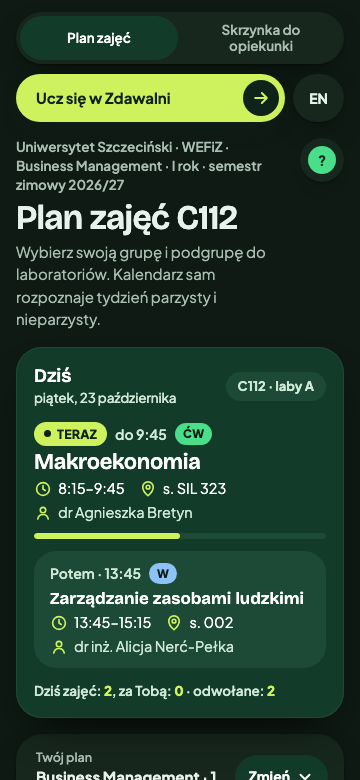 Plan zajęć
Skrzynka do
opiekunki
Ucz się w Zdawalni
EN
Uniwersytet Szczeciński · WEFiZ ·
Business Management · I rok · semestr
zimowy 2026/27
?
Plan zajęć C112
Wybierz swoją grupę i podgrupę do
laboratoriów. Kalendarz sam
rozpoznaje tydzień parzysty i
nieparzysty.
Dziś
piątek, 23 października
C112 · laby A
TERAZ do 9:45 ĆW
Makroekonomia
8:15–9:45 s. SIL 323
dr Agnieszka Bretyn
Potem · 13:45 W
Zarządzanie zasobami ludzkimi
13:45–15:15 s. 002
dr inż. Alicja Nerć-Pełka
Dziś zajęć: 2, za Tobą: 0 · odwołane: 2
Twój plan
Business Management · 1
Zmień